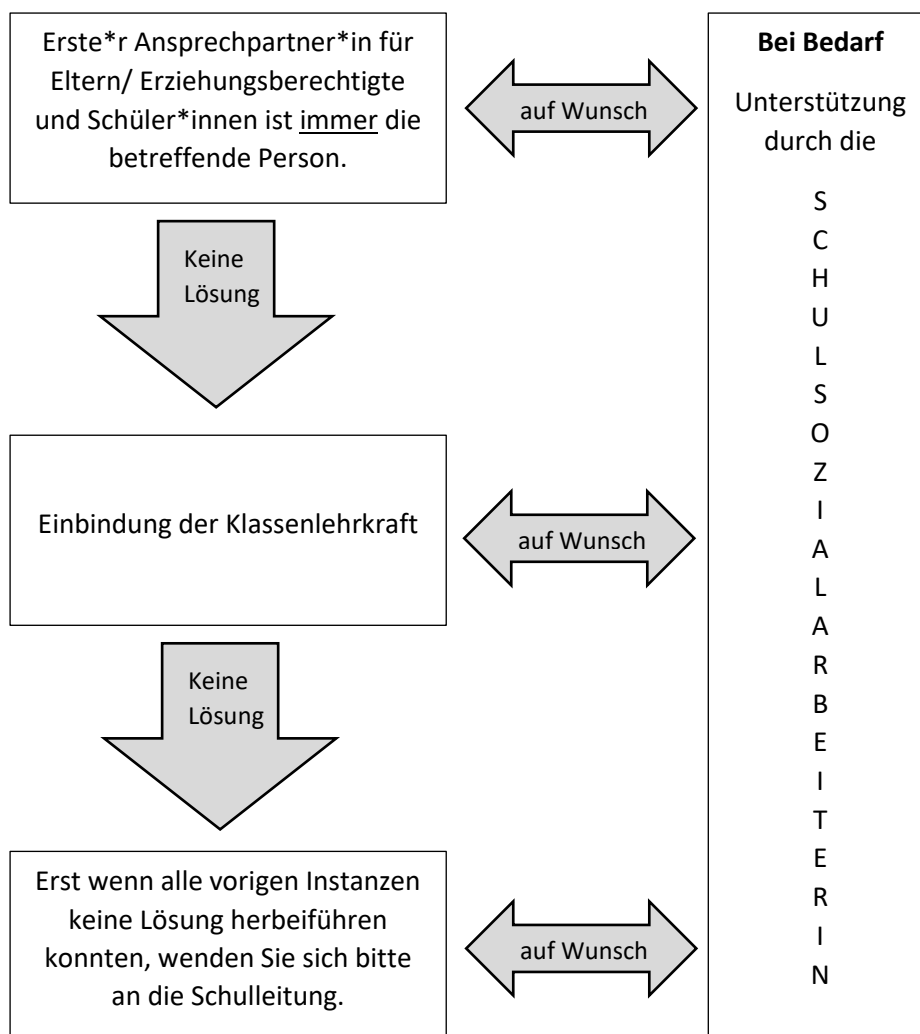 Erste*r Ansprechpartner*in für
Eltern/ Erziehungsberechtigte
und Schüler*innen ist immer die
betreffende Person.
auf Wunsch
Keine
Lösung
Einbindung der Klassenlehrkraft
auf Wunsch
Keine
Lösung
Erst wenn alle vorigen Instanzen
keine Lösung herbeiführen
konnten, wenden Sie sich bitte
an die Schulleitung.
auf Wunsch
Bei Bedarf
Unterstützung
durch die
S
C
H
U
L
S
O
Z
I
A
L
A
R
B
E
I
T
E
R
I
N